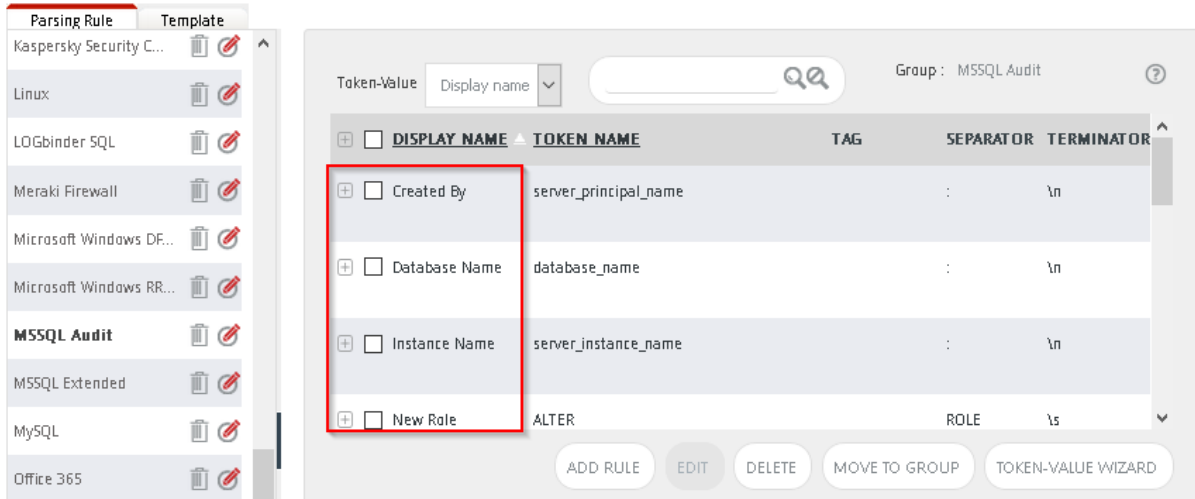 Parsing Rule Template
Kaspersky Security C...
Linux
LOGbinder SQL
Meraki Firewall
Microsoft Windows DF...
Microsoft Windows RR...
MSSQL Audit
MSSQL Extended
MySQL
Office 365
Token-Value Display name
Group : MSSQL Audit
DISPLAY NAME TOKEN NAME TAG SEPARATOR TERMINATOR
Created By server_principal_name : \n
Database Name database_name : \n
Instance Name server_instance_name : \n
New Role ALTER ROLE \s
ADD RULE EDIT DELETE MOVE TO GROUP TOKEN-VALUE WIZARD